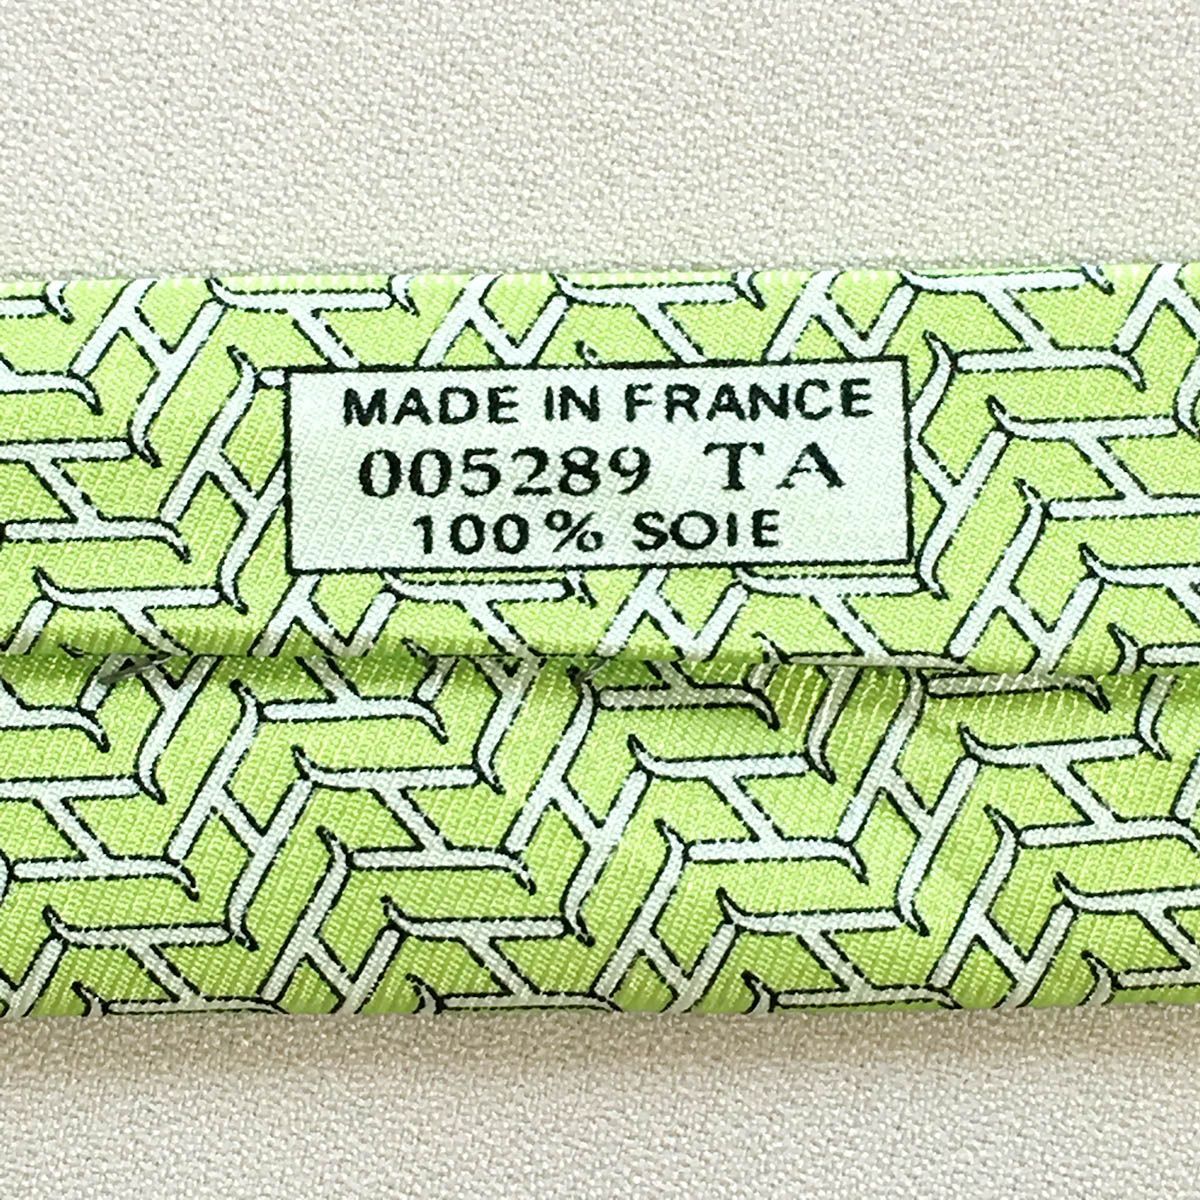 MADE IN FRANCE
005289 TA
100% SOIE